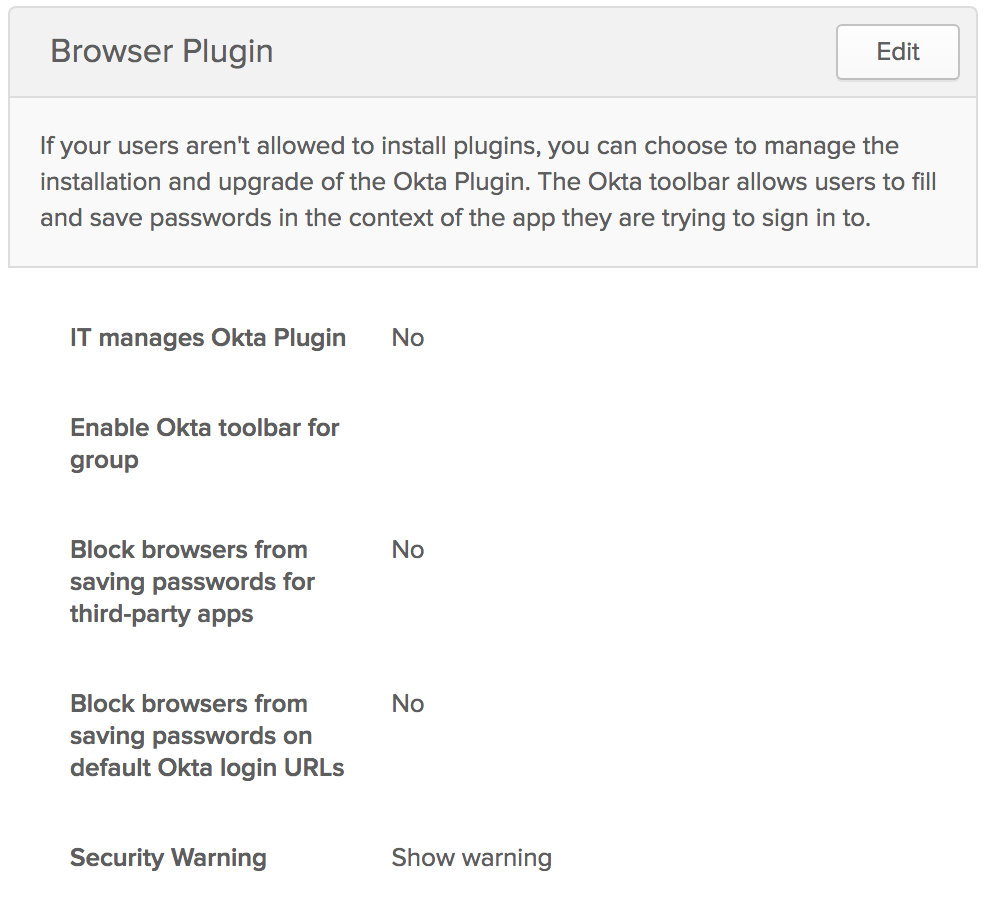 Browser Plugin
Edit
If your users aren't allowed to install plugins, you can choose to manage the
installation and upgrade of the Okta Plugin. The Okta toolbar allows users to fill
and save passwords in the context of the app they are trying to sign in to.
IT manages Okta Plugin No
Enable Okta toolbar for
group
Block browsers from No
saving passwords for
third-party apps
Block browsers from No
saving passwords on
default Okta login URLs
Security Warning Show warning